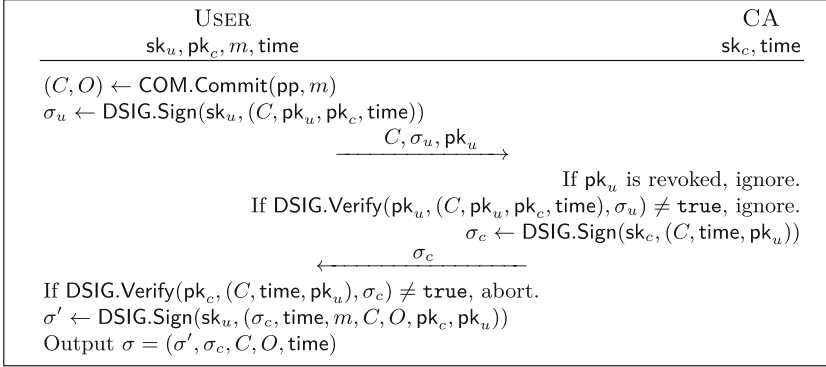 USER CA
sk_u, pk_c, m, time sk_c, time
(C, O) ← COM.Commit(pp, m)
σ_u ← DSIG.Sign(sk_u, (C, pk_u, pk_c, time))
C, σ_u, pk_u
If pk_u is revoked, ignore.
If DSIG.Verify(pk_u, (C, pk_u, pk_c, time), σ_u) ≠ true, ignore.
σ_c ← DSIG.Sign(sk_c, (C, time, pk_u))
σ_c
If DSIG.Verify(pk_c, (C, time, pk_u), σ_c) ≠ true, abort.
σ′ ← DSIG.Sign(sk_u, (σ_c, time, m, C, O, pk_c, pk_u))
Output σ = (σ′, σ_c, C, O, time)